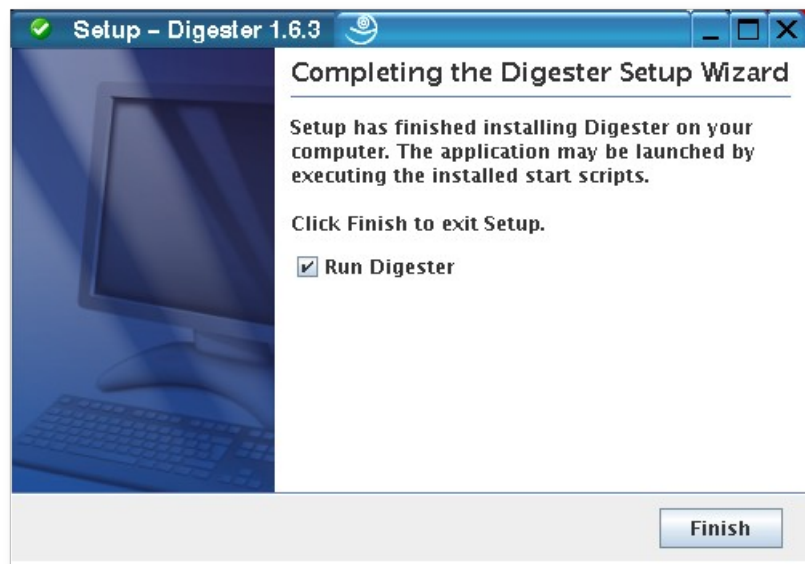 Setup – Digester 1.6.3
Completing the Digester Setup Wizard
Setup has finished installing Digester on your
computer. The application may be launched by
executing the installed start scripts.
Click Finish to exit Setup.
Run Digester
Finish